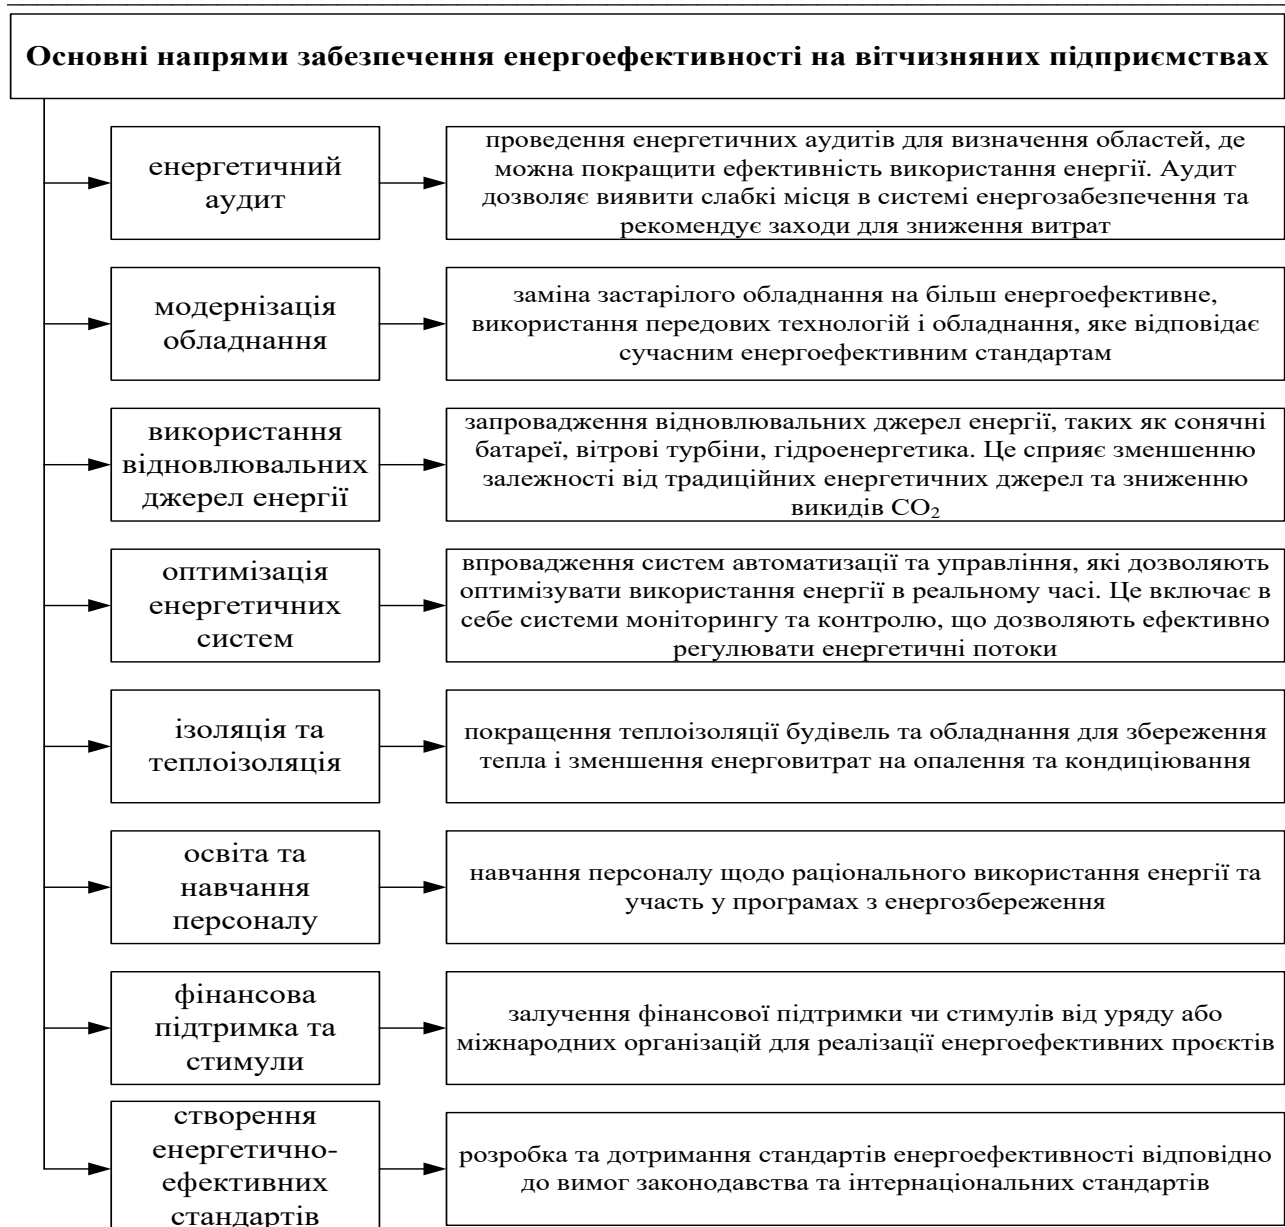 Основні напрями забезпечення енергоефективності на вітчизняних підприємствах
енергетичний
аудит
проведення енергетичних аудитів для визначення областей, де
можна покращити ефективність використання енергії. Аудит
дозволяє виявити слабкі місця в системі енергозабезпечення та
рекомендує заходи для зниження витрат
модернізація
обладнання
заміна застарілого обладнання на більш енергоефективне,
використання передових технологій і обладнання, яке відповідає
сучасним енергоефективним стандартам
використання
відновлювальних
джерел енергії
запровадження відновлювальних джерел енергії, таких як сонячні
батареї, вітрові турбіни, гідроенергетика. Це сприяє зменшенню
залежності від традиційних енергетичних джерел та зниженню
викидів CO₂
оптимізація
енергетичних
систем
впровадження систем автоматизації та управління, які дозволяють
оптимізувати використання енергії в реальному часі. Це включає в
себе системи моніторингу та контролю, що дозволяють ефективно
регулювати енергетичні потоки
ізоляція та
теплоізоляція
покращення теплоізоляції будівель та обладнання для збереження
тепла і зменшення енерговитрат на опалення та кондиціювання
освіта та
навчання
персоналу
навчання персоналу щодо раціонального використання енергії та
участь у програмах з енергозбереження
фінансова
підтримка та
стимули
залучення фінансової підтримки чи стимулів від уряду або
міжнародних організацій для реалізації енергоефективних проєктів
створення
енергетично-
ефективних
стандартів
розробка та дотримання стандартів енергоефективності відповідно
до вимог законодавства та інтернаціональних стандартів